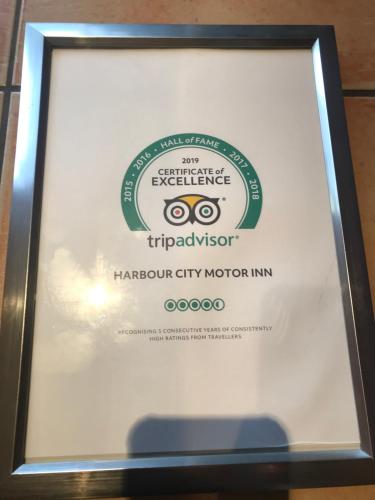 2015 · 2016 · HALL of FAME · 2017 · 2018
2019
CERTIFICATE of
EXCELLENCE
tripadvisor®
HARBOUR CITY MOTOR INN
RECOGNISING 5 CONSECUTIVE YEARS OF CONSISTENTLY
HIGH RATINGS FROM TRAVELLERS